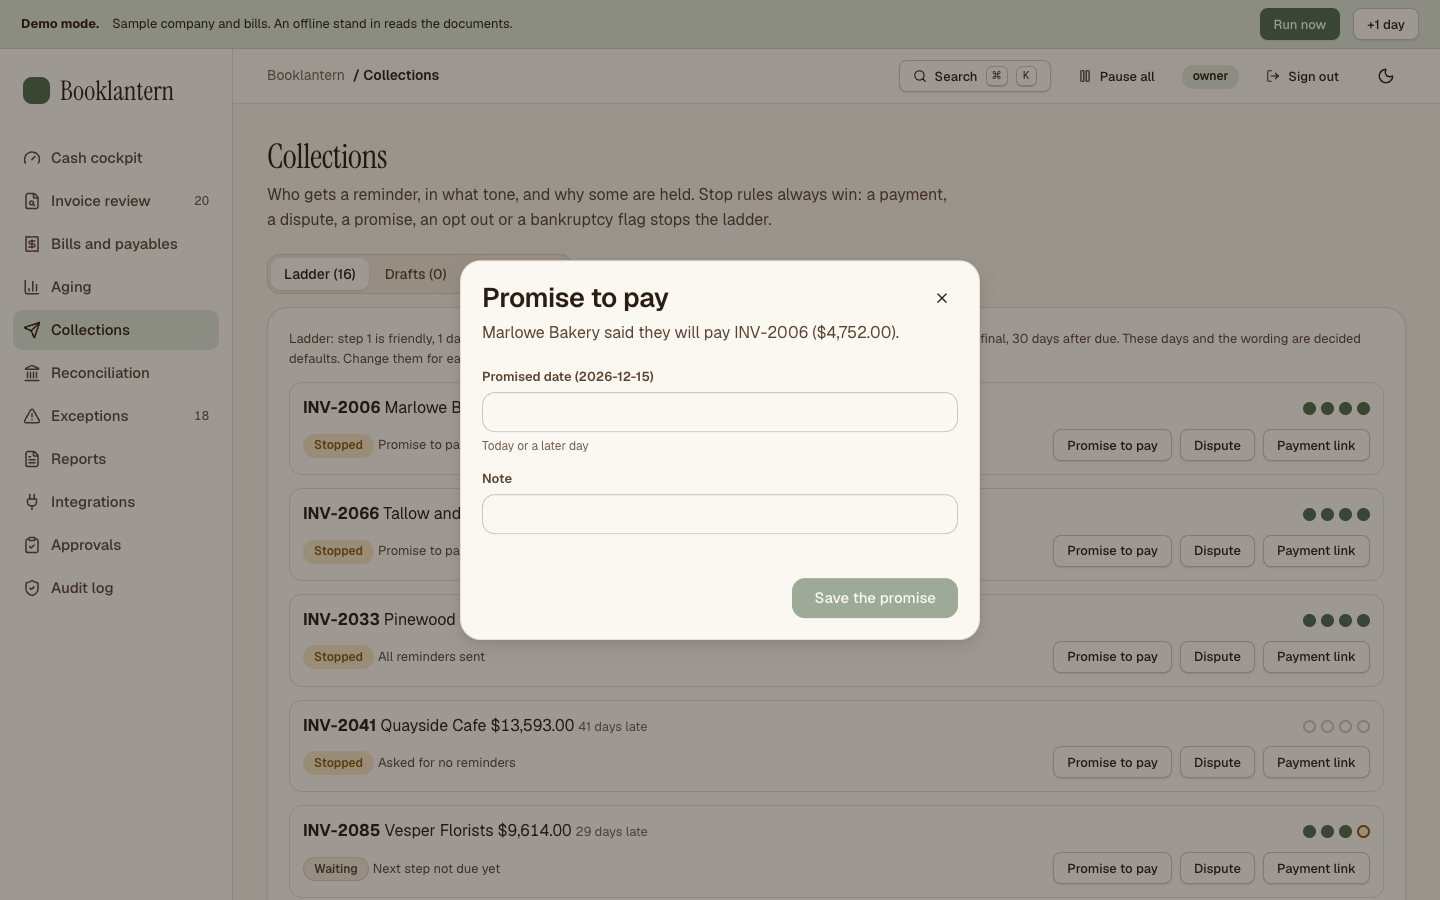 Demo mode. Sample company and bills. An offline stand in reads the documents.
Run now
+1 day
Booklantern
Booklantern / Collections
Search ⌘ K
Pause all
owner
Sign out
Cash cockpit
Invoice review 20
Bills and payables
Aging
Collections
Reconciliation
Exceptions 18
Reports
Integrations
Approvals
Audit log
Collections
Who gets a reminder, in what tone, and why some are held. Stop rules always win: a payment,
a dispute, a promise, an opt out or a bankruptcy flag stops the ladder.
Ladder (16)
Drafts (0)
Ladder: step 1 is friendly, 1 da
final, 30 days after due. These days and the wording are decided
defaults. Change them for ea
INV-2006 Marlowe B
Stopped Promise to pa
Promise to pay Dispute Payment link
INV-2066 Tallow and
Stopped Promise to pa
Promise to pay Dispute Payment link
INV-2033 Pinewood
Stopped All reminders sent
Promise to pay Dispute Payment link
INV-2041 Quayside Cafe $13,593.00 41 days late
Stopped Asked for no reminders
Promise to pay Dispute Payment link
INV-2085 Vesper Florists $9,614.00 29 days late
Waiting Next step not due yet
Promise to pay Dispute Payment link
Promise to pay
Marlowe Bakery said they will pay INV-2006 ($4,752.00).
Promised date (2026-12-15)
Today or a later day
Note
Save the promise